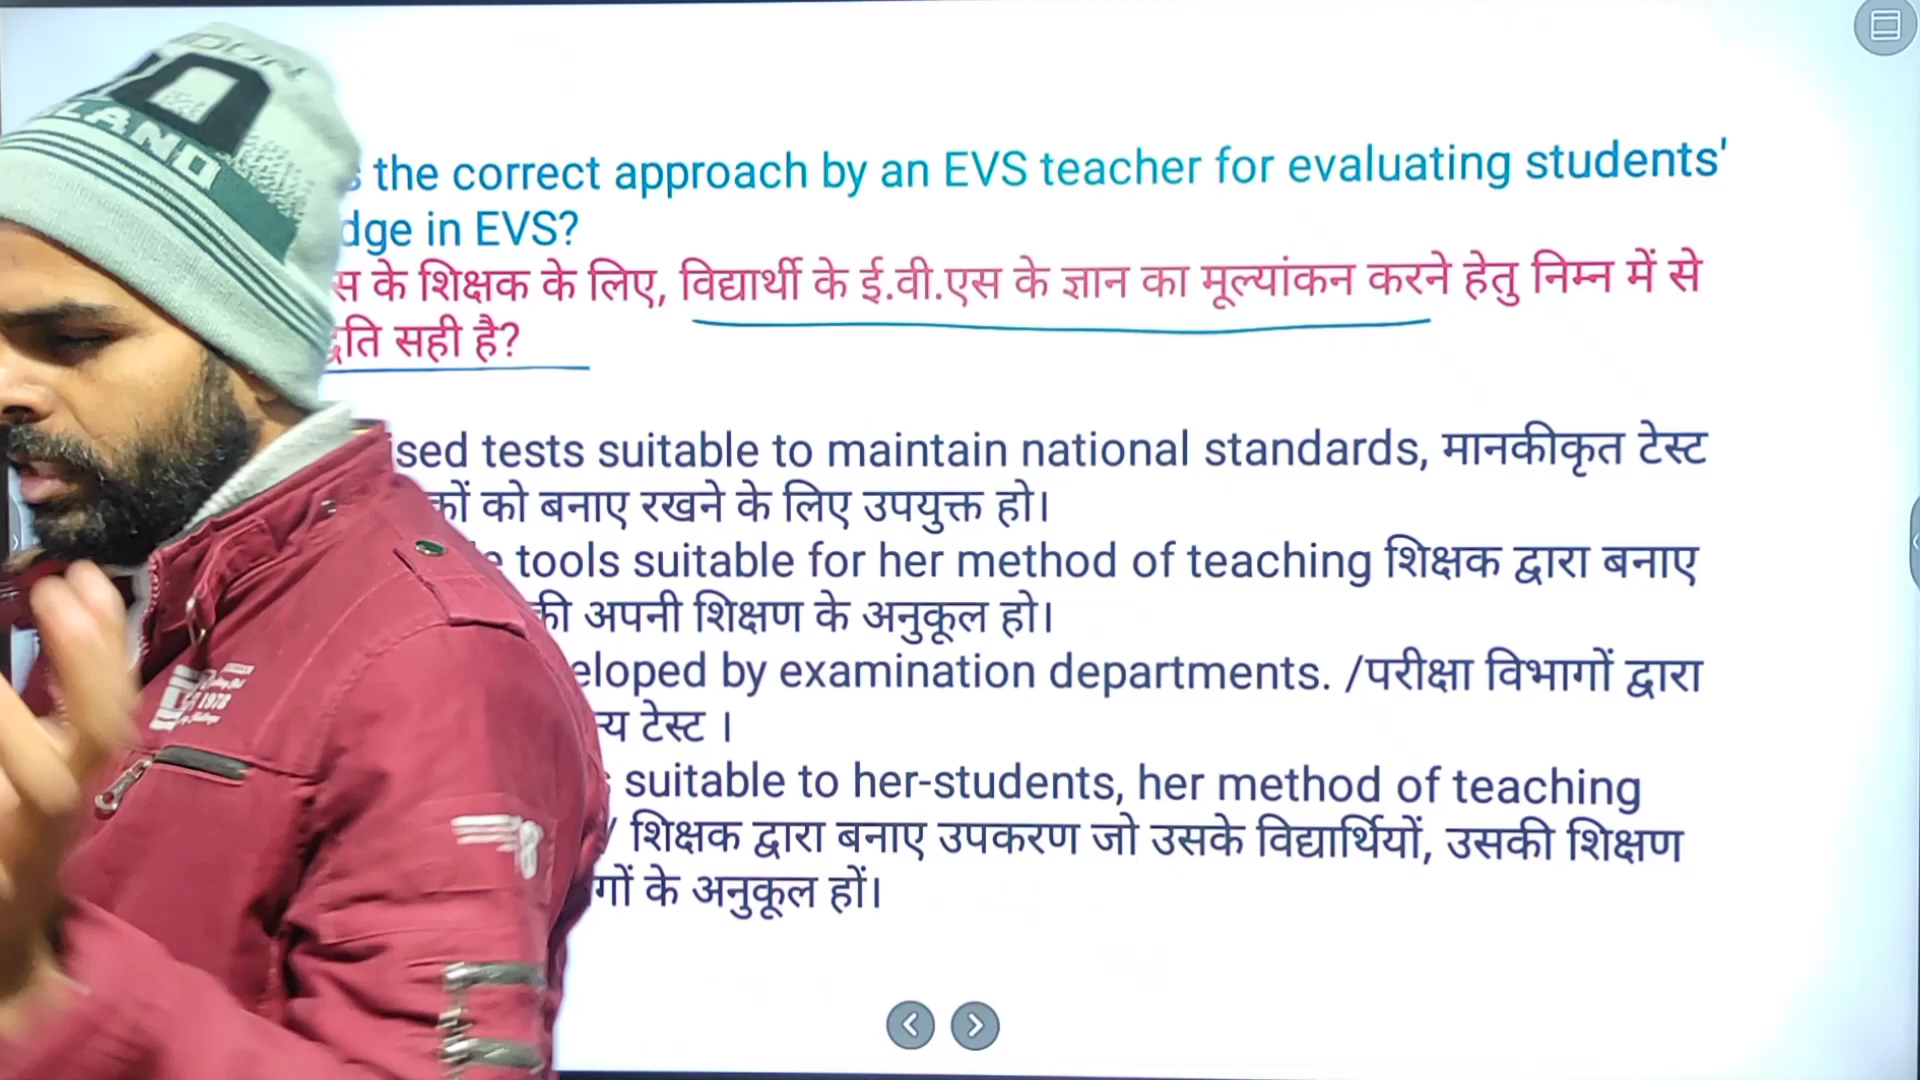 LAND
the correct approach by an EVS teacher for evaluating students'
in EVS?
के शिक्षक के लिए, विद्यार्थी के ई.वी.एस के ज्ञान का मूल्यांकन करने हेतु निम्न में से
सही है?
tests suitable to maintain national standards, मानकीकृत टेस्ट
को बनाए रखने के लिए उपयुक्त हो।
tools suitable for her method of teaching शिक्षक द्वारा बनाए
की अपनी शिक्षण के अनुकूल हो।
by examination departments. /परीक्षा विभागों द्वारा
टेस्ट ।
suitable to her-students, her method of teaching
/ शिक्षक द्वारा बनाए उपकरण जो उसके विद्यार्थियों, उसकी शिक्षण
के अनुकूल हों।
1978
8